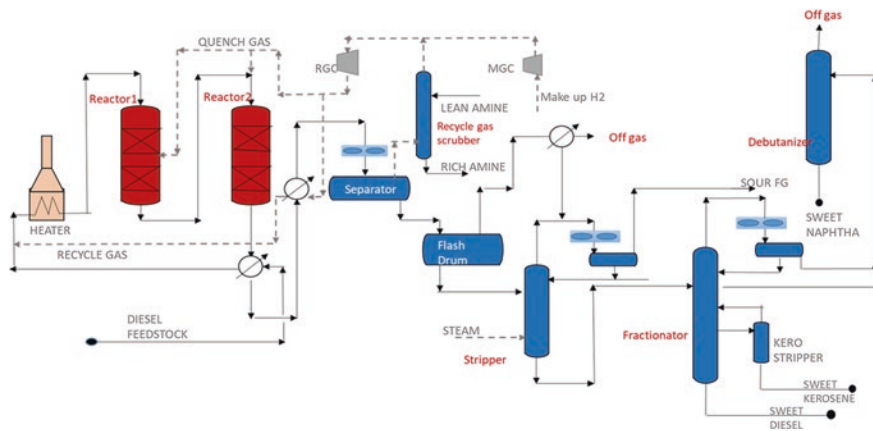 Off gas
QUENCH GAS
RGC
MGC
Reactor1
Reactor2
Make up H2
LEAN AMINE
Recycle gas
scrubber
Off gas
Debutanizer
RICH AMINE
Separator
SOUR FG
SWEET
NAPHTHA
HEATER
RECYCLE GAS
Flash
Drum
DIESEL
FEEDSTOCK
STEAM
Stripper
Fractionator
KERO
STRIPPER
SWEET
KEROSENE
SWEET
DIESEL